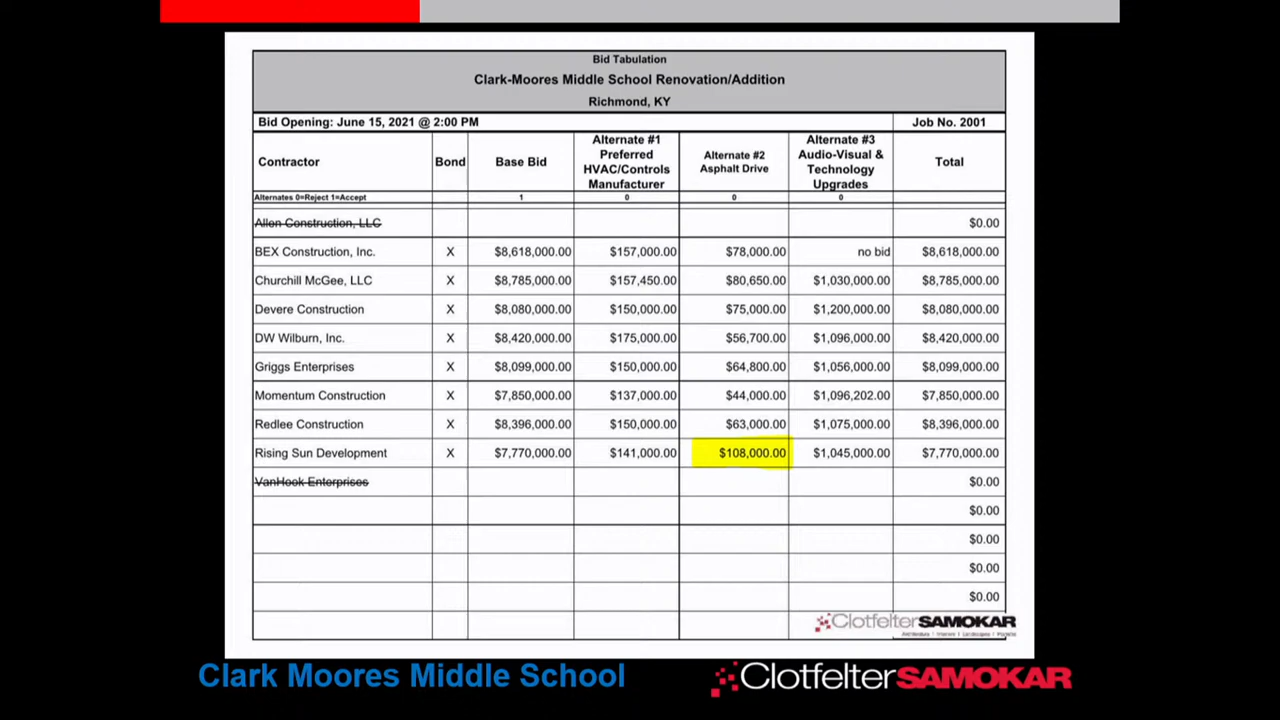 Bid Tabulation
Clark-Moores Middle School Renovation/Addition
Richmond, KY
Bid Opening: June 15, 2021 @ 2:00 PM Job No. 2001
Contractor Bond Base Bid Alternate #1 Preferred HVAC/Controls Manufacturer Alternate #2 Asphalt Drive Alternate #3 Audio-Visual & Technology Upgrades Total
Alternates 0=Reject 1=Accept 1 0 0 0
Allen Construction, LLC $0.00
BEX Construction, Inc. X $8,618,000.00 $157,000.00 $78,000.00 no bid $8,618,000.00
Churchill McGee, LLC X $8,785,000.00 $157,450.00 $80,650.00 $1,030,000.00 $8,785,000.00
Devere Construction X $8,080,000.00 $150,000.00 $75,000.00 $1,200,000.00 $8,080,000.00
DW Wilburn, Inc. X $8,420,000.00 $175,000.00 $56,700.00 $1,096,000.00 $8,420,000.00
Griggs Enterprises X $8,099,000.00 $150,000.00 $64,800.00 $1,056,000.00 $8,099,000.00
Momentum Construction X $7,850,000.00 $137,000.00 $44,000.00 $1,096,202.00 $7,850,000.00
Redlee Construction X $8,396,000.00 $150,000.00 $63,000.00 $1,075,000.00 $8,396,000.00
Rising Sun Development X $7,770,000.00 $141,000.00 $108,000.00 $1,045,000.00 $7,770,000.00
VanHook Enterprises $0.00
$0.00
$0.00
$0.00
$0.00
ClotfelterSAMOKAR
Clark Moores Middle School ClotfelterSAMOKAR